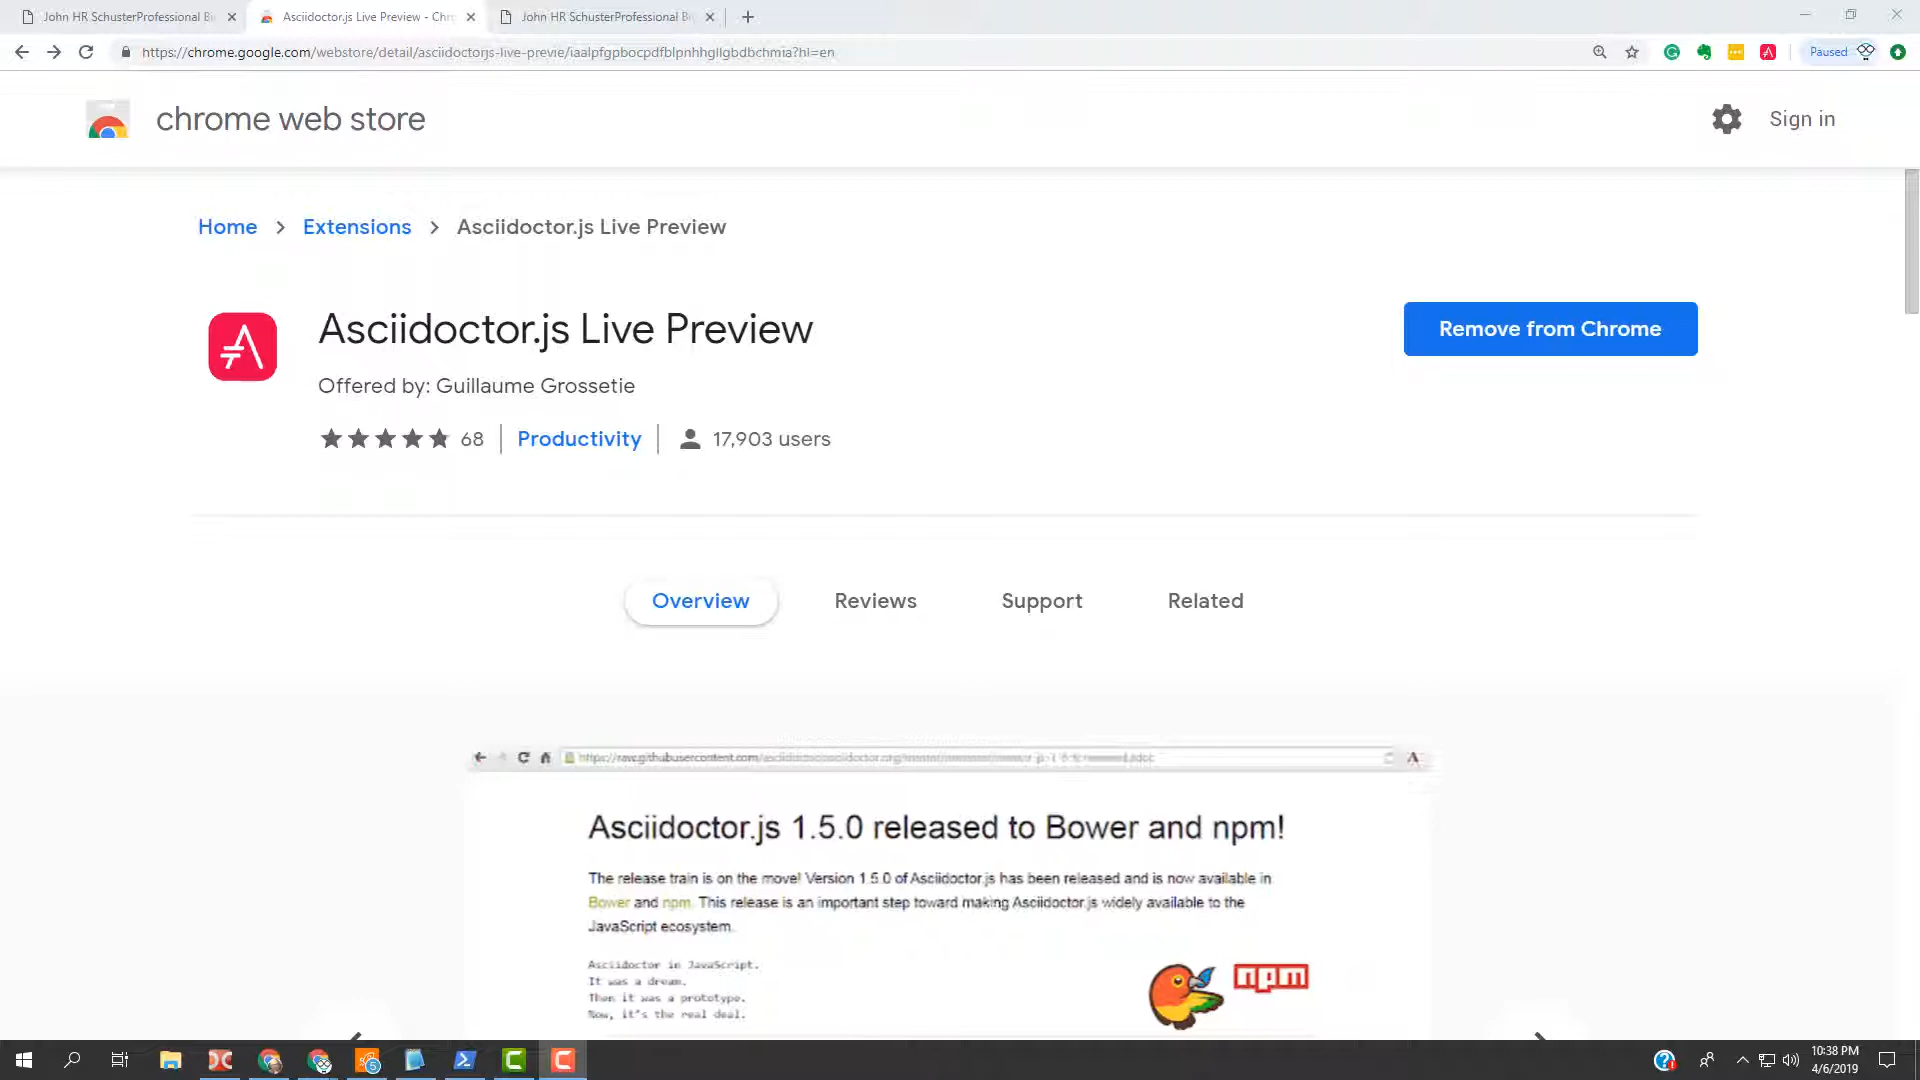 John HR SchusterProfessional B
Asciidoctor.js Live Preview - Chr
John HR SchusterProfessional B
https://chrome.google.com/webstore/detail/asciidoctorjs-live-previe/iaalpfgpbocpdfblpnhhgllgbdbchmia?hl=en
Paused
chrome web store
Sign in
Home
Extensions
Asciidoctor.js Live Preview
Asciidoctor.js Live Preview
Remove from Chrome
Offered by: Guillaume Grossetie
68
Productivity
17,903 users
Overview
Reviews
Support
Related
Asciidoctor.js 1.5.0 released to Bower and npm!
The release train is on the move! Version 1.5.0 of Asciidoctor.js has been released and is now available in
Bower and npm. This release is an important step toward making Asciidoctor.js widely available to the
JavaScript ecosystem.
Asciidoctor in JavaScript.
It was a dream.
Then it was a prototype.
Now, it's the real deal.
npm
5
10:38 PM
4/6/2019